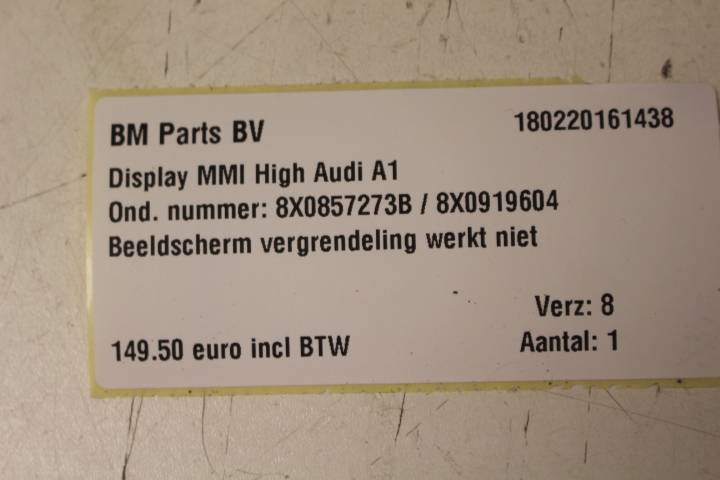 BM Parts BV 180220161438
Display MMI High Audi A1
Ond. nummer: 8X0857273B / 8X0919604
Beeldscherm vergrendeling werkt niet
Verz: 8
149.50 euro incl BTW Aantal: 1